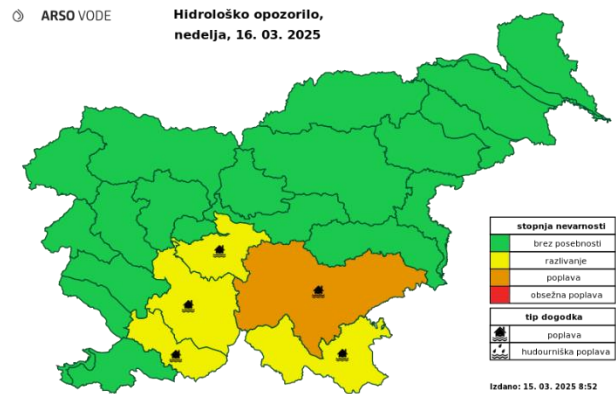 ARSO VODE
Hidrološko opozorilo,
nedelja, 16. 03. 2025
stopnja nevarnosti
brez posebnosti
razlivanje
poplava
obsežna poplava
tip dogodka
poplava
hudourniška poplava
Izdano: 15. 03. 2025 8:52